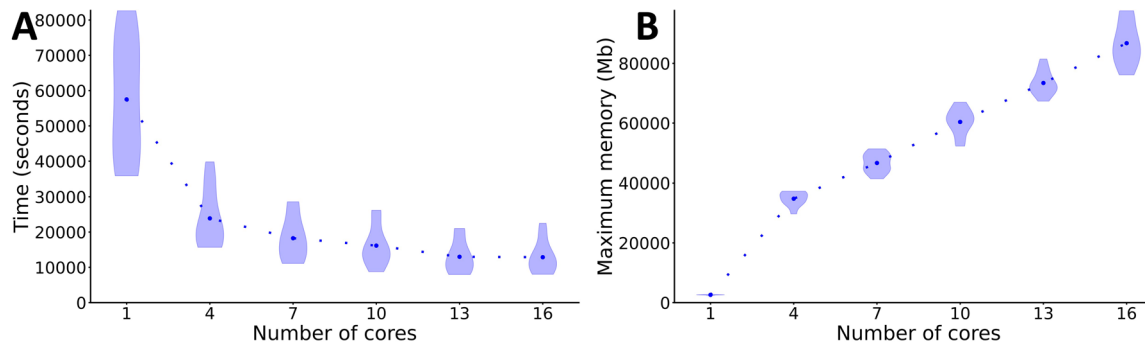 A
Time (seconds)
80000
70000
60000
50000
40000
30000
20000
10000
0
1 4 7 10 13 16
Number of cores
B
Maximum memory (Mb)
80000
60000
40000
20000
0
1 4 7 10 13 16
Number of cores